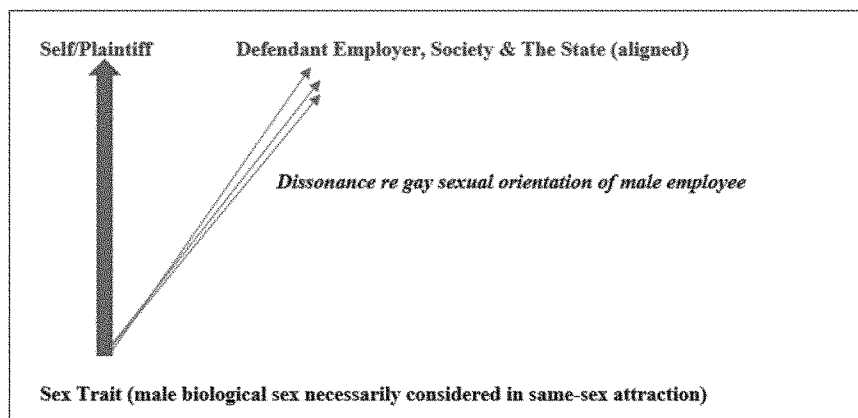 Self/Plaintiff Defendant Employer, Society & The State (aligned)
Dissonance re gay sexual orientation of male employee
Sex Trait (male biological sex necessarily considered in same-sex attraction)